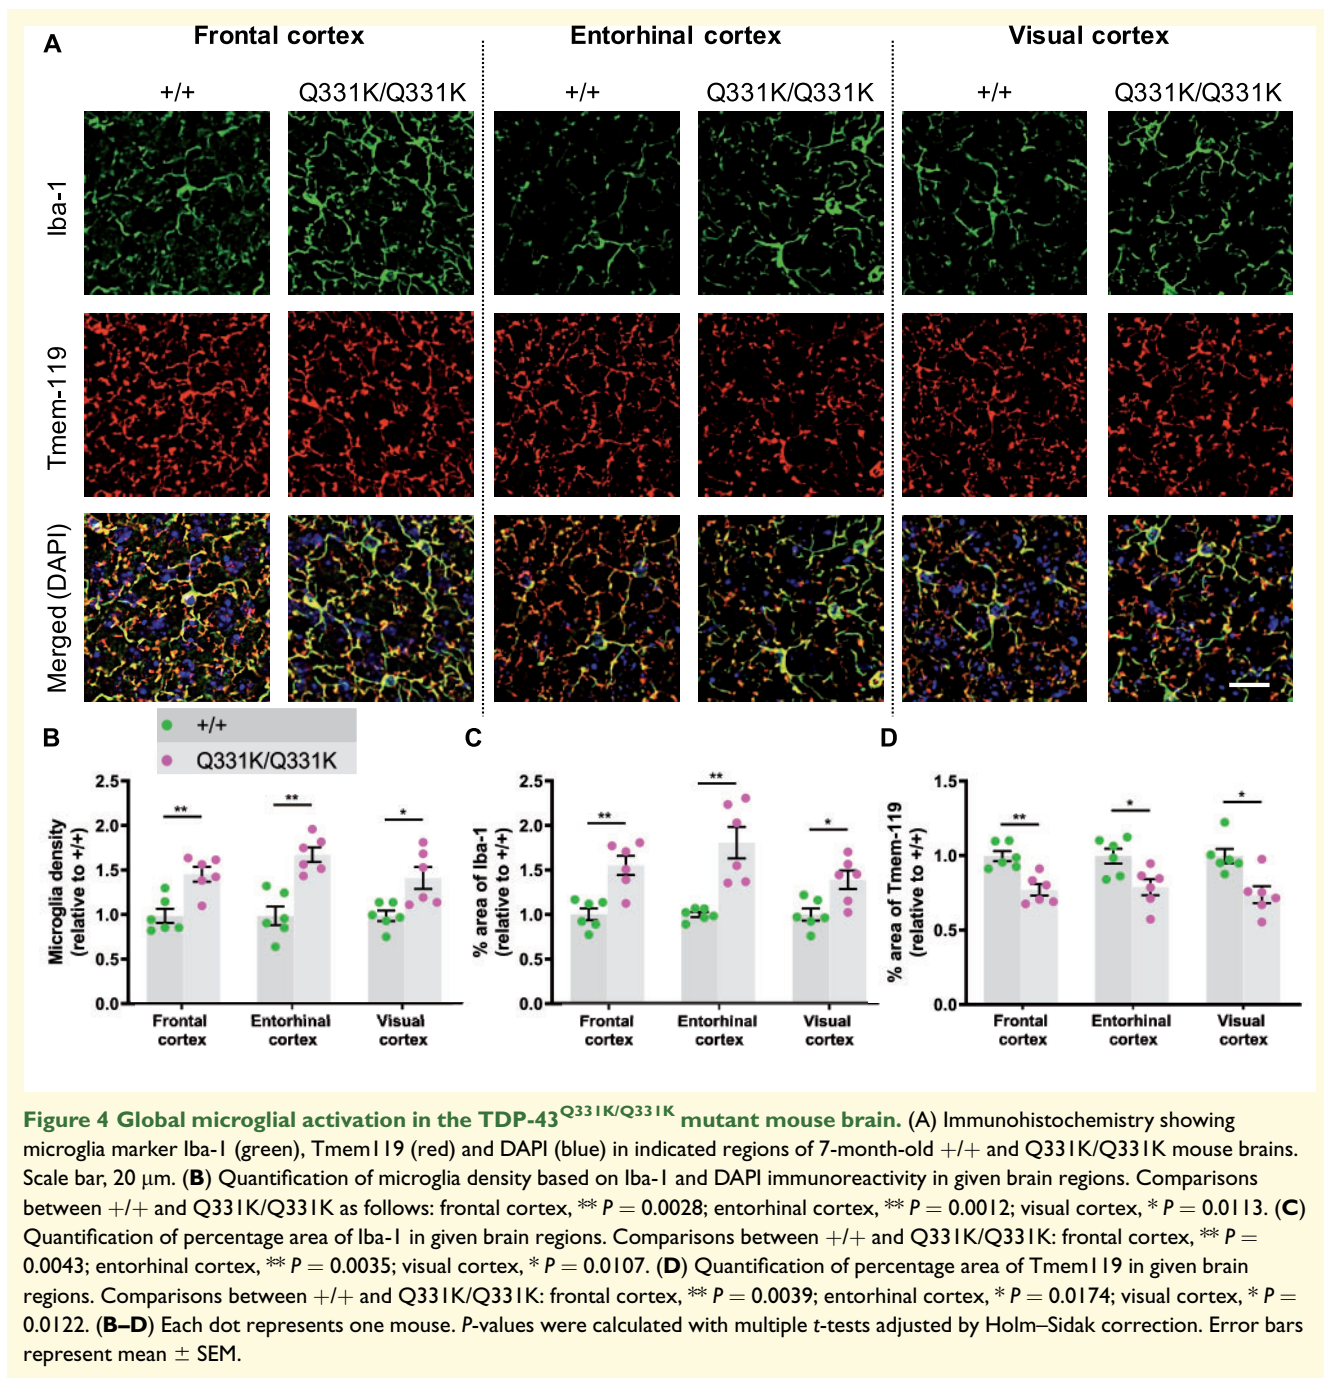 A
Frontal cortex
Entorhinal cortex
Visual cortex
+/+
Q331K/Q331K
+/+
Q331K/Q331K
+/+
Q331K/Q331K
Iba-1
Tmem-119
Merged (DAPI)
B
+/+
Q331K/Q331K
Microglia density
(relative to +/+)
2.5
2.0
1.5
1.0
0.5
0.0
**
**
*
Frontal
cortex
Entorhinal
cortex
Visual
cortex
C
% area of Iba-1
(relative to +/+)
2.5
2.0
1.5
1.0
0.5
0.0
**
**
*
Frontal
cortex
Entorhinal
cortex
Visual
cortex
D
% area of Tmem-119
(relative to +/+)
1.5
1.0
0.5
0.0
**
*
*
Frontal
cortex
Entorhinal
cortex
Visual
cortex
Figure 4 Global microglial activation in the TDP-43Q331K/Q331K mutant mouse brain. (A) Immunohistochemistry showing
microglia marker Iba-1 (green), Tmem119 (red) and DAPI (blue) in indicated regions of 7-month-old +/+ and Q331K/Q331K mouse brains.
Scale bar, 20 μm. (B) Quantification of microglia density based on Iba-1 and DAPI immunoreactivity in given brain regions. Comparisons
between +/+ and Q331K/Q331K as follows: frontal cortex, ** P = 0.0028; entorhinal cortex, ** P = 0.0012; visual cortex, * P = 0.0113. (C)
Quantification of percentage area of Iba-1 in given brain regions. Comparisons between +/+ and Q331K/Q331K: frontal cortex, ** P =
0.0043; entorhinal cortex, ** P = 0.0035; visual cortex, * P = 0.0107. (D) Quantification of percentage area of Tmem119 in given brain
regions. Comparisons between +/+ and Q331K/Q331K: frontal cortex, ** P = 0.0039; entorhinal cortex, * P = 0.0174; visual cortex, * P =
0.0122. (B–D) Each dot represents one mouse. P-values were calculated with multiple t-tests adjusted by Holm–Sidak correction. Error bars
represent mean ± SEM.